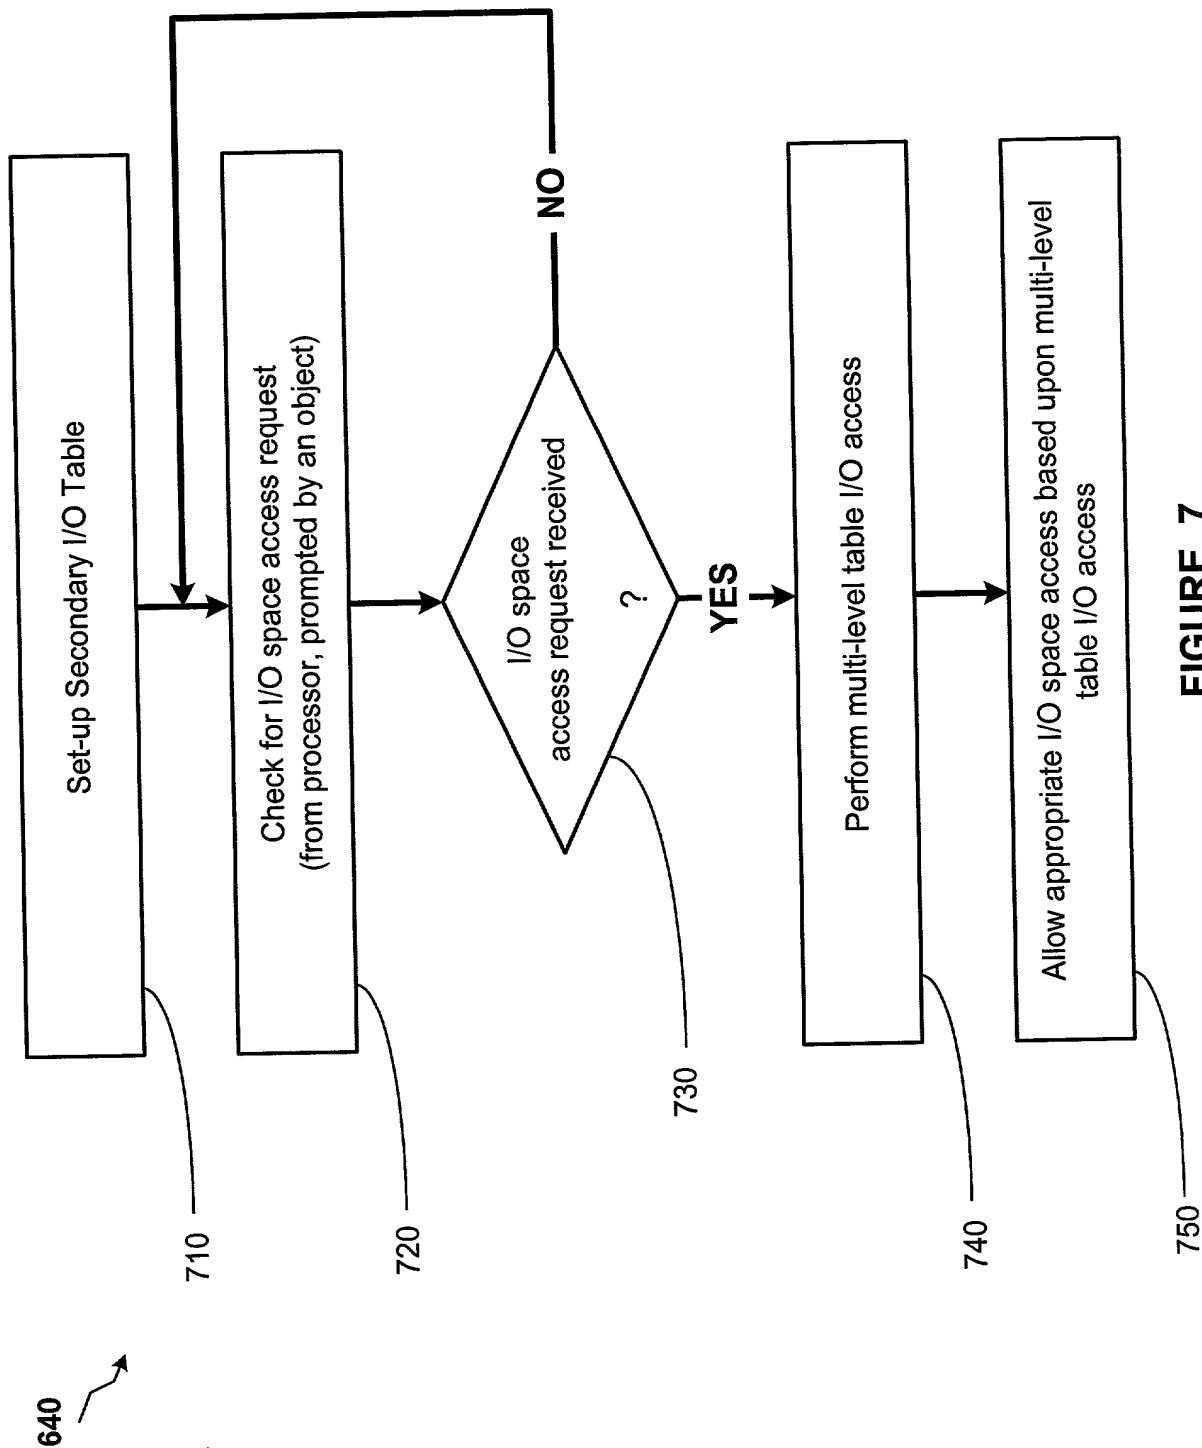 640
710
Set-up Secondary I/O Table
720
Check for I/O space access request
(from processor, prompted by an object)
730
I/O space
access request received
?
NO
YES
740
Perform multi-level table I/O access
750
Allow appropriate I/O space access based upon multi-level
table I/O access
FIGURE 7